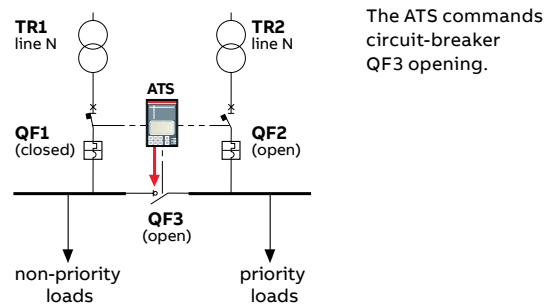 TR1
line N
TR2
line N
The ATS commands
circuit-breaker
QF3 opening.
ATS
QF1
(closed)
QF2
(open)
QF3
(open)
non-priority
loads
priority
loads